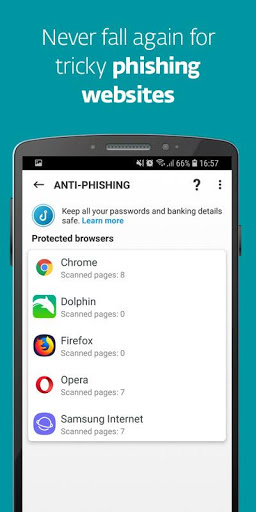 Never fall again for
tricky phishing
websites
66% 16:57
ANTI-PHISHING ?
Keep all your passwords and banking details
safe. Learn more
Protected browsers
Chrome
Scanned pages: 8
Dolphin
Scanned pages: 0
Firefox
Scanned pages: 0
Opera
Scanned pages: 7
Samsung Internet
Scanned pages: 7